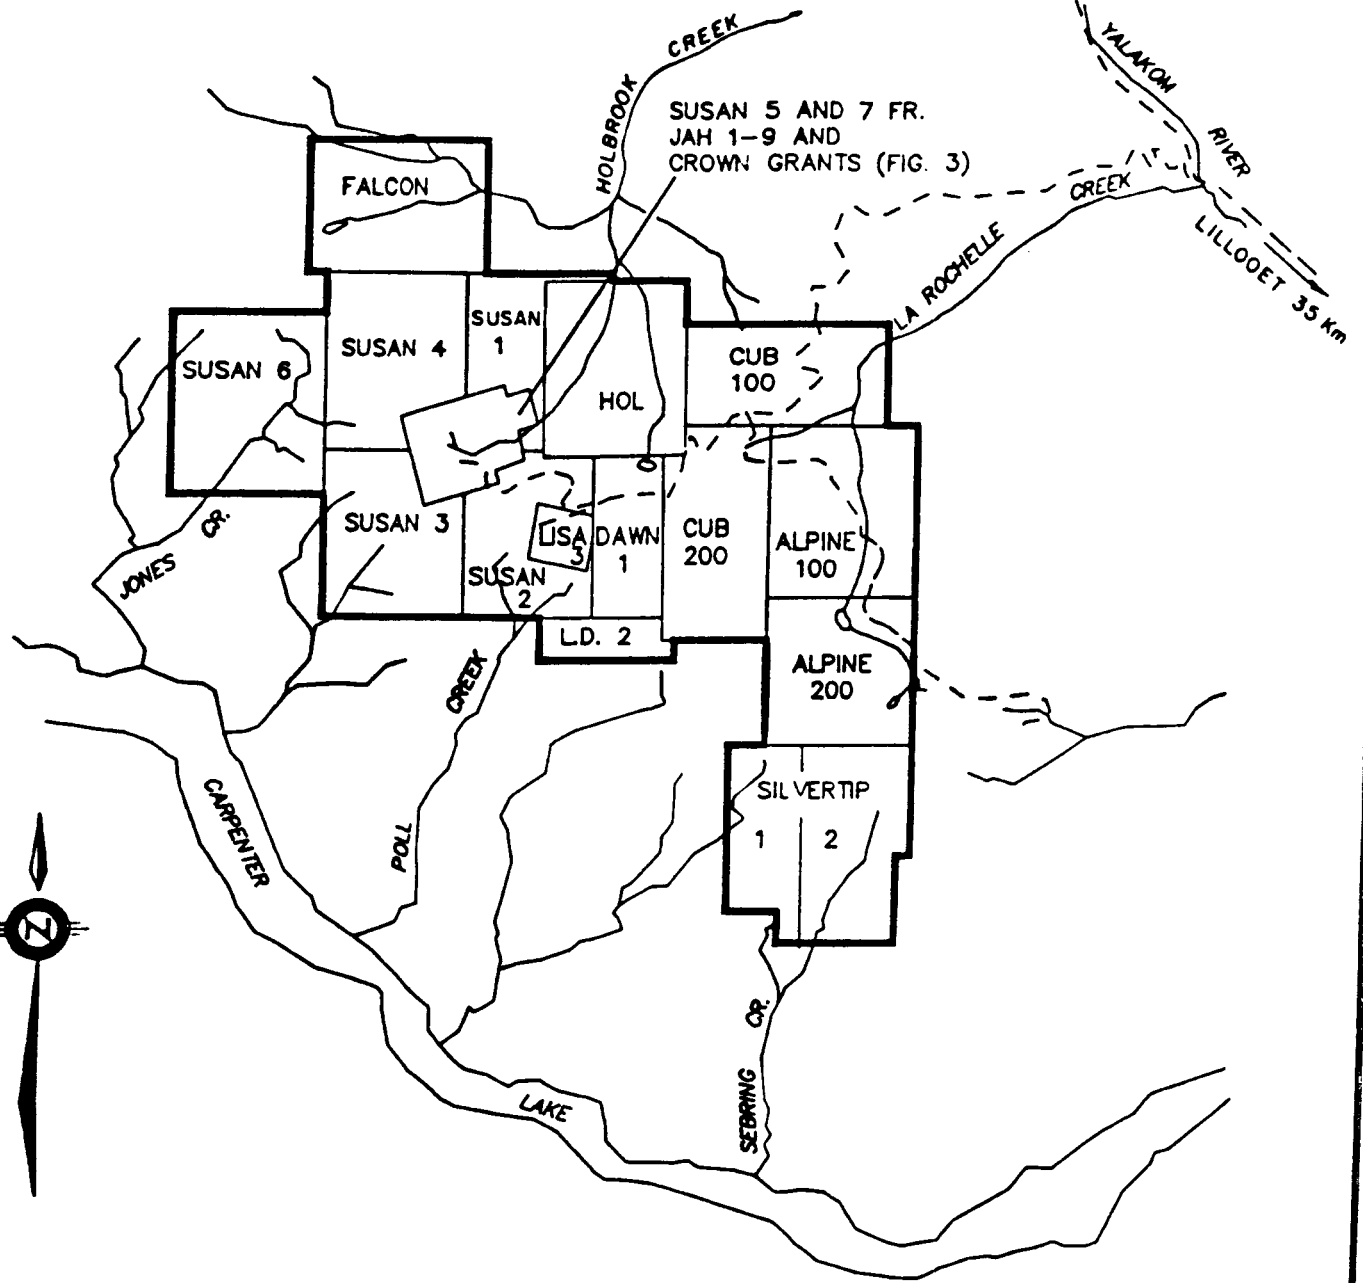 HOLBROOK CREEK
YALAKOM RIVER
SUSAN 5 AND 7 FR.
JAH 1-9 AND
CROWN GRANTS (FIG. 3)
LA ROCHELLE CREEK
LILLOOET 35 Km
FALCON
SUSAN
1
SUSAN 4
SUSAN 6
HOL
CUB
100
SUSAN 3
LISA
3
DAWN
1
CUB
200
ALPINE
100
SUSAN
2
JONES CR.
L.D. 2
ALPINE
200
POLL CREEK
SILVERTIP
1 2
CARPENTER LAKE
N
SEBRING CR.